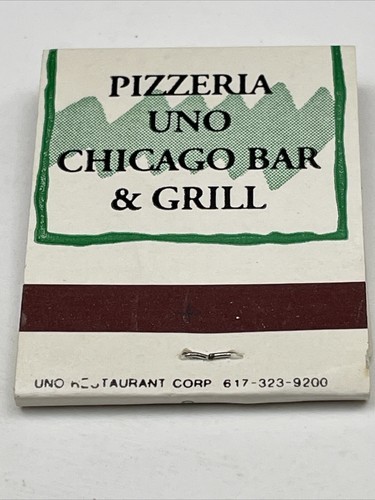 PIZZERIA
UNO
CHICAGO BAR
& GRILL
UNO RESTAURANT CORP 617-323-9200